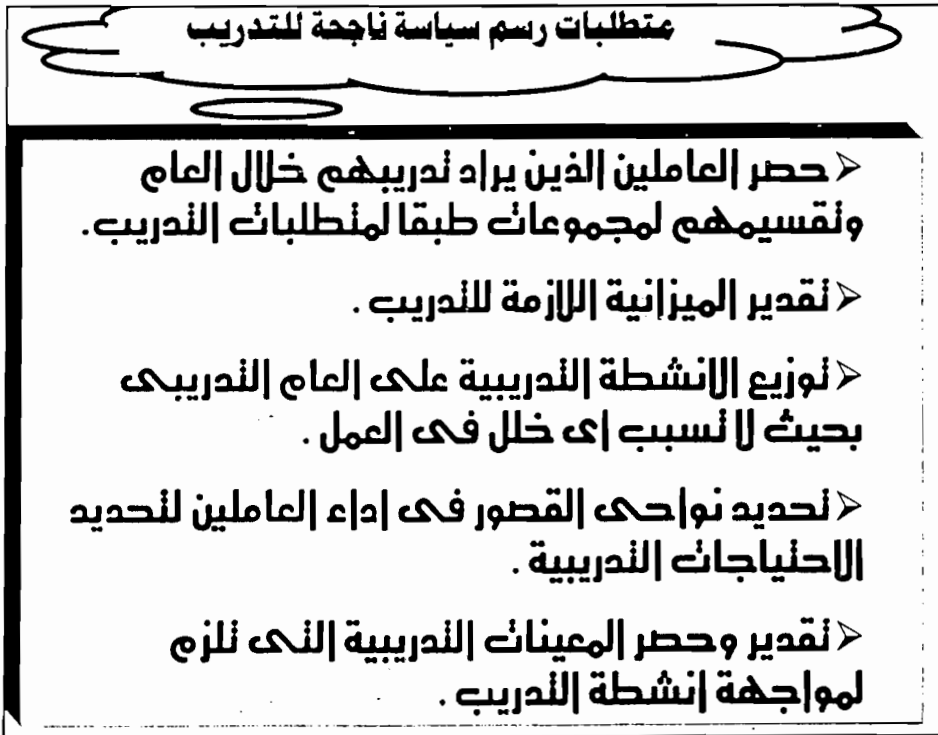 متطلبات رسم سياسة ناجحة للتدريب
حصر العاملين الذين يراد تدريبهم خلال العام
وتقسيمهم لمجموعات طبقا لمتطلبات التدريب.
تقدير الميزانية اللازمة للتدريب .
توزيع الانشطة التدريبية على العام التدريبى
بحيث لا تسبب اى خلل فى العمل .
تحديد نواحى القصور فى اداء العاملين لتحديد
الاحتياجات التدريبية .
تقدير وحصر المعينات التدريبية التى تلزم
لمواجهة انشطة التدريب .